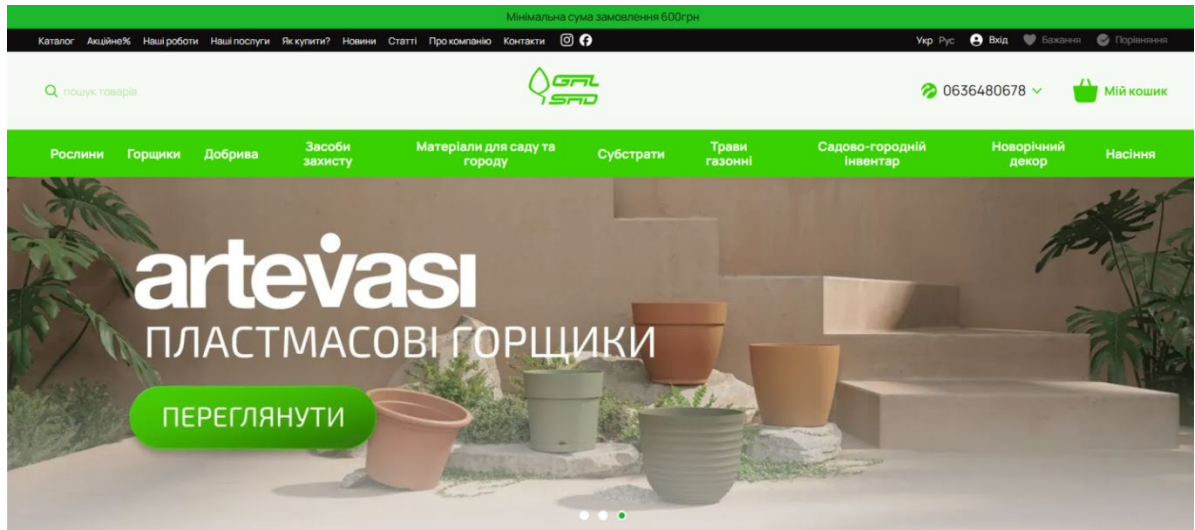 Мінімальна сума замовлення 600грн
Каталог Акційне% Наші роботи Наші послуги Як купити? Новини Статті Про компанію Контакти Укр Рус Вхід Бажання Порівняння
пошук товарів GAL SAD 0636480678 Мій кошик
Рослини Горщики Добрива Засоби захисту Матеріали для саду та городу Субстрати Трави газонні Садово-городній інвентар Новорічний декор Насіння
artevasi
ПЛАСТМАСОВІ ГОРЩИКИ
ПЕРЕГЛЯНУТИ